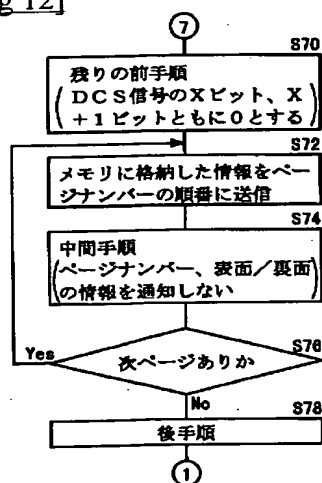 g 12]
⑦
S70
残りの前手順
(DCS信号のXビット、X
+1ビットともに0とする)
S72
メモリに格納した情報をペー
ジナンバーの順番に送信
S74
中間手順
(ページナンバー、表面/裏面
の情報を通知しない)
S76
次ページありか
Yes
No
S78
後手順
①